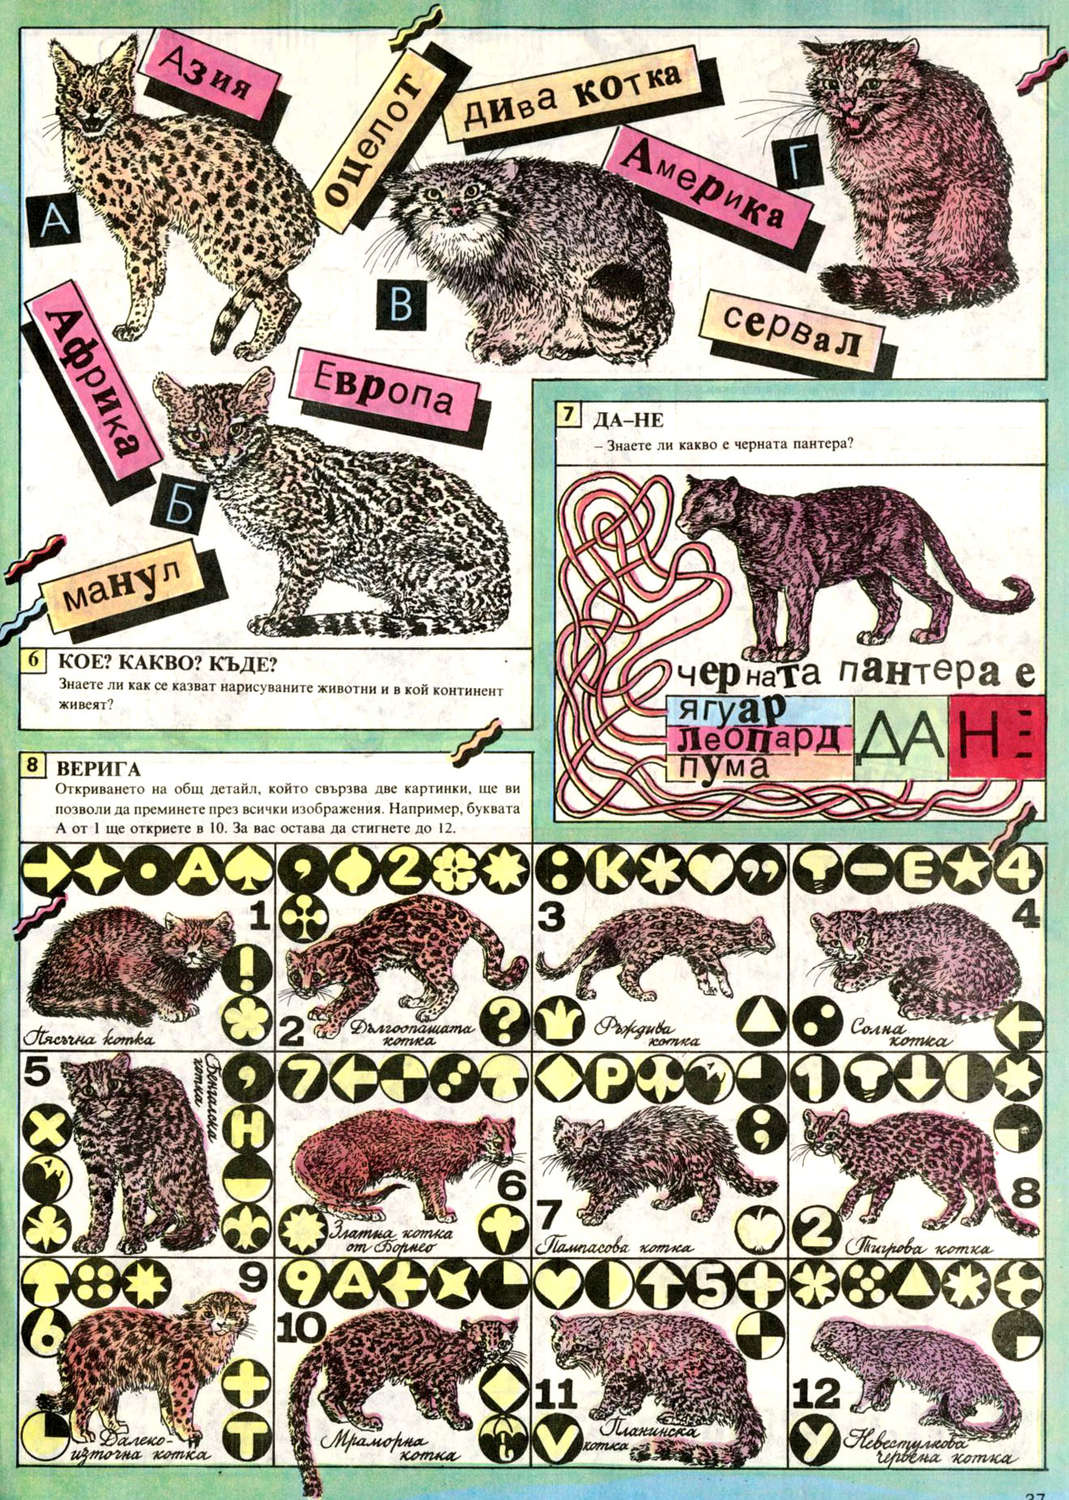 Азия
оцелот
дива котка
Америка
Г
А
В
сервал
Африка
Европа
Б
манул
6 КОЕ? КАКВО? КЪДЕ?
Знаете ли как се казват нарисуваните животни и в кой континент
живеят?
7 ДА–НЕ
– Знаете ли какво е черната пантера?
черната пантера е
ягуар
леопард
пума
ДА
НЕ
8 ВЕРИГА
Откриването на общ детайл, който свързва две картинки, ще ви
позволи да преминете през всички изображения. Например, буквата
А от 1 ще откриете в 10. За вас остава да стигнете до 12.
А
1
!
Пясъчна котка
, 2
2
?
Дългоопашата
котка
: К ”
3
Ръждива
котка
Т – Е 4
4
Солна
котка
5
Бенгалска
котка
,
Н
×
7
6
Златна котка
от Борнео
Р
;
7
Пампасова котка
1 Т
8
2
Тигрова котка
9
6
+
Т
Далеко-
източна котка
9 А
10
Мраморна
котка
5 +
11
V
Планинска
котка
12
У
Невестулкова
червена котка
37